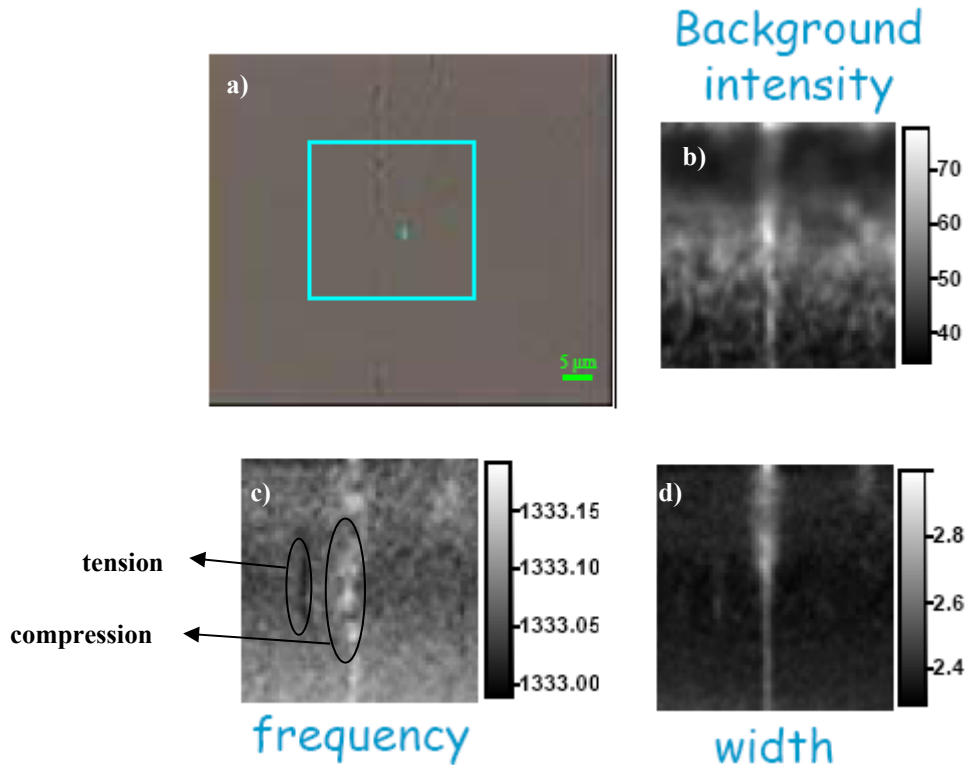 Background
intensity
a)
b)
70
60
50
40
5 µm
c)
1333.15
1333.10
1333.05
1333.00
tension
compression
frequency
d)
2.8
2.6
2.4
width